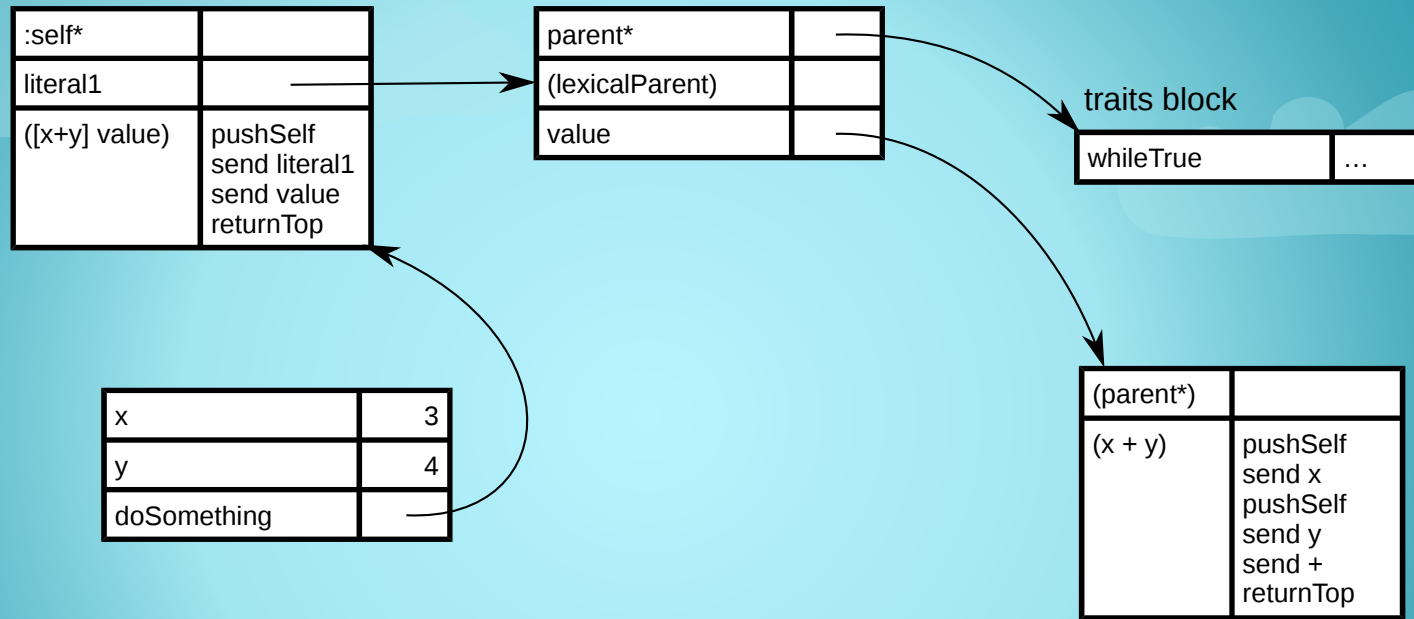 :self*
literal1
([x+y] value)
pushSelf
send literal1
send value
returnTop
parent*
(lexicalParent)
value
traits block
whileTrue
…
x
3
y
4
doSomething
(parent*)
(x + y)
pushSelf
send x
pushSelf
send y
send +
returnTop